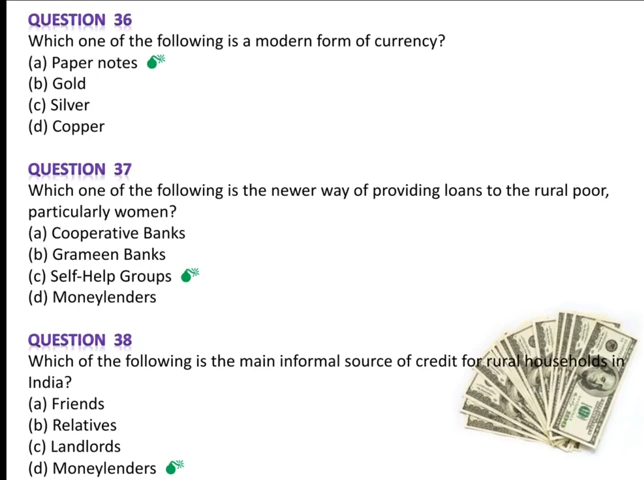 QUESTION 36
Which one of the following is a modern form of currency?
(a) Paper notes
(b) Gold
(c) Silver
(d) Copper
QUESTION 37
Which one of the following is the newer way of providing loans to the rural poor,
particularly women?
(a) Cooperative Banks
(b) Grameen Banks
(c) Self-Help Groups
(d) Moneylenders
QUESTION 38
Which of the following is the main informal source of credit for rural households in
India?
(a) Friends
(b) Relatives
(c) Landlords
(d) Moneylenders